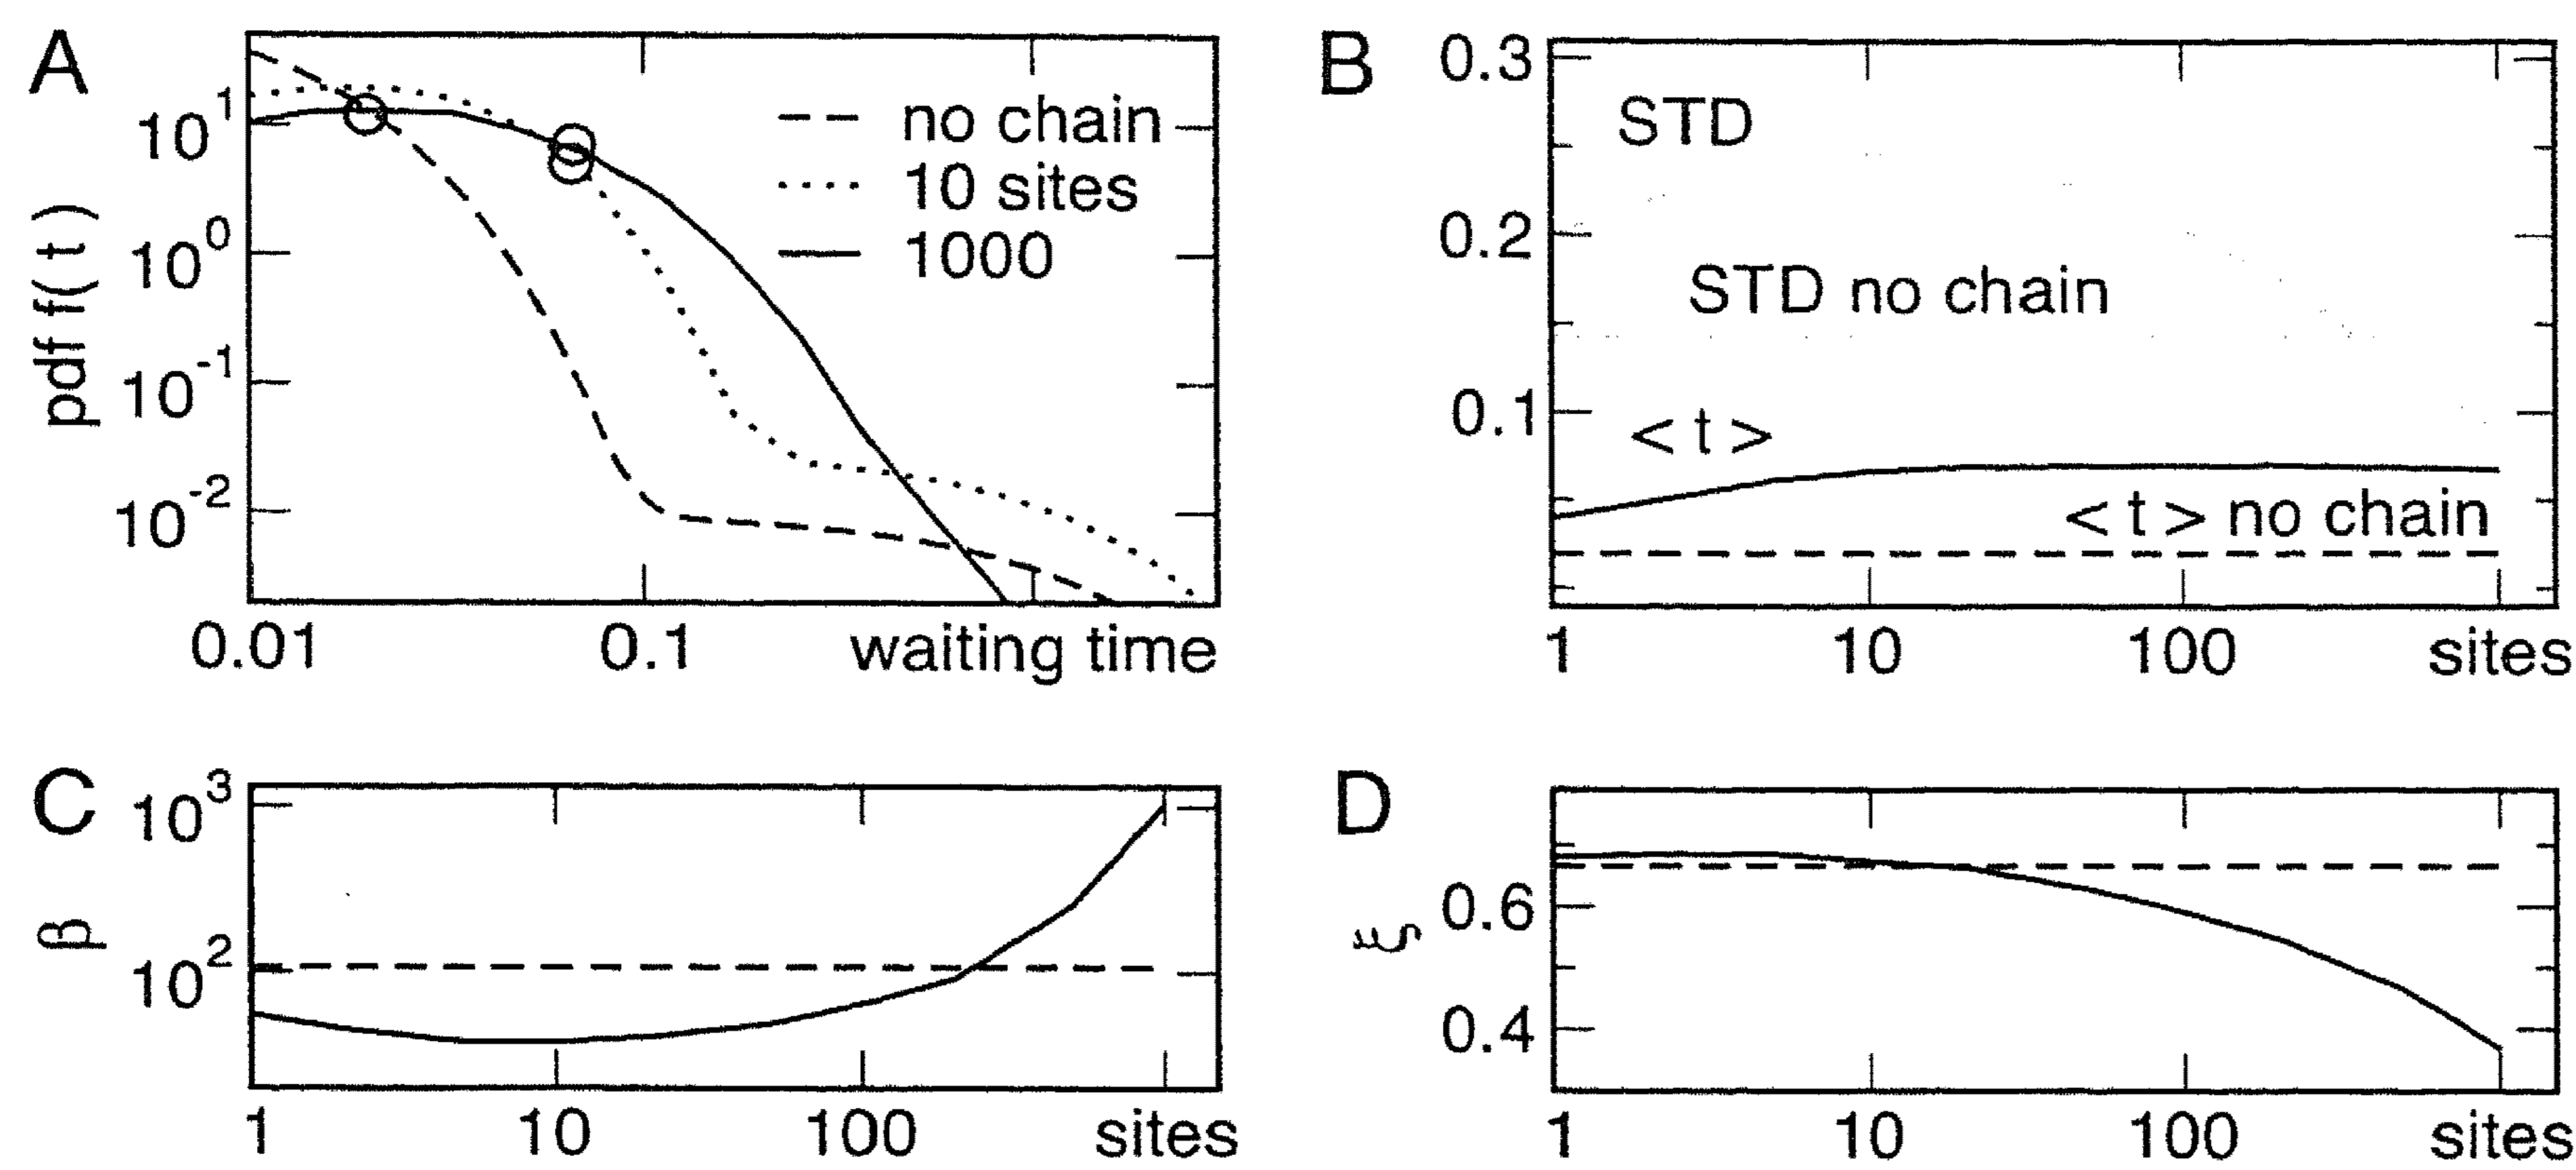 A
pdf f( t )
10^1
10^0
10^-1
10^-2
no chain
10 sites
1000
0.01
0.1
waiting time
B
0.3
0.2
0.1
STD
STD no chain
< t >
< t > no chain
1
10
100
sites
C
β
10^3
10^2
1
10
100
sites
D
ξ
0.6
0.4
1
10
100
sites